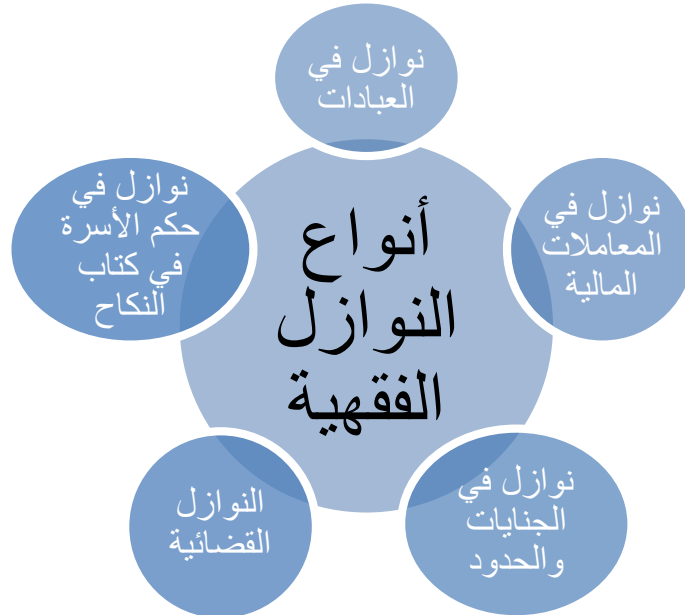 نوازل في
العبادات
نوازل في
المعاملات
المالية
نوازل في
الجنايات
والحدود
النوازل
القضائية
نوازل في
حكم الأسرة
في كتاب
النكاح
أنواع
النوازل
الفقهية